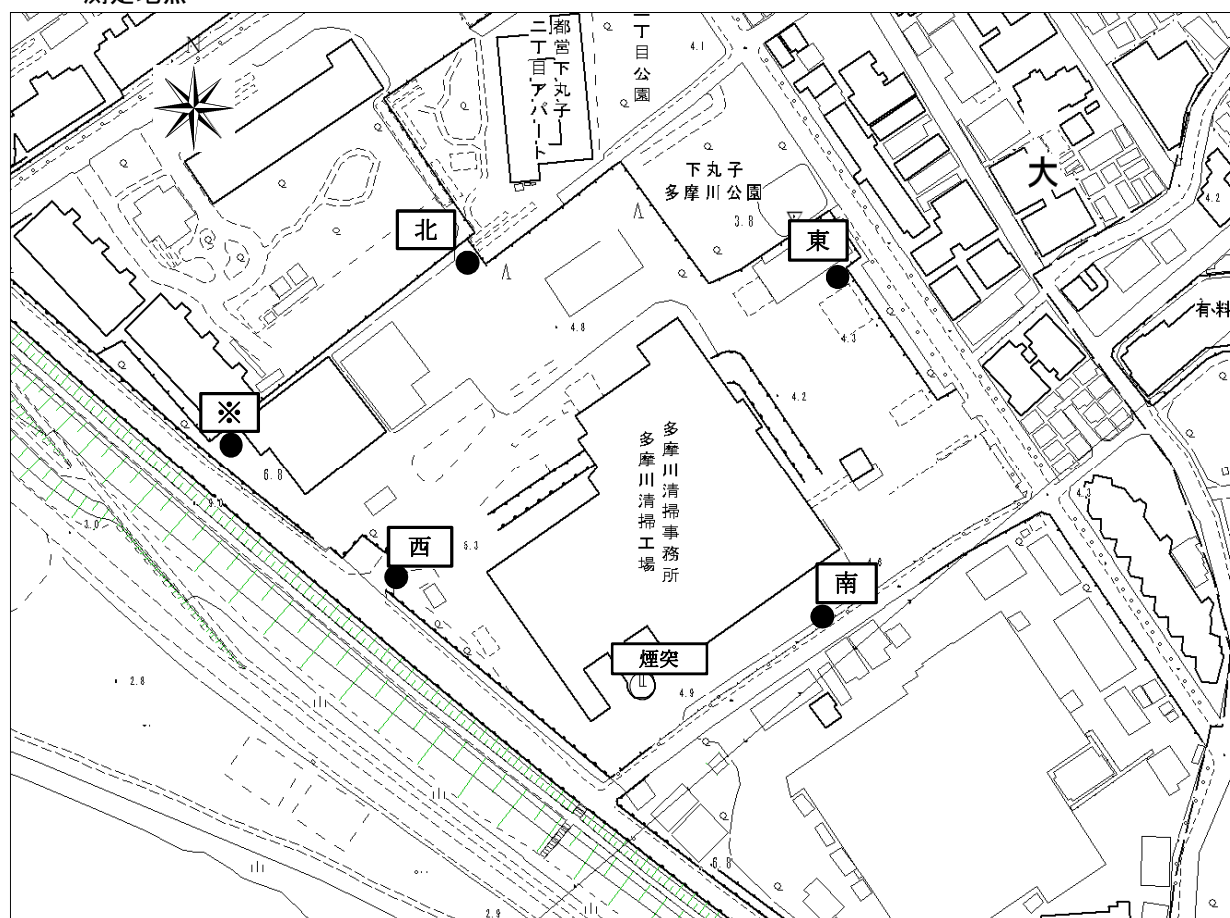 N
都営下丸子
二丁目アパート
二丁目公園
4.1
下丸子
多摩川公園
3.8
大
4.2
北
東
有料
4.8
4.3
4.2
※
6.8
9.0
3.0
多摩川清掃事務所
多摩川清掃工場
西
5.3
4.3
4.6
南
煙突
4.9
2.8
6.8
2.9